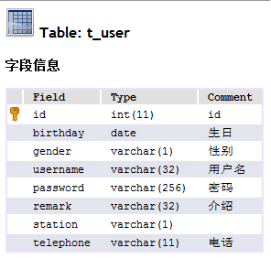 Table: t_user
字段信息
Field Type Comment
id int(11) id
birthday date 生日
gender varchar(1) 性别
username varchar(32) 用户名
password varchar(256) 密码
remark varchar(32) 介绍
station varchar(1)
telephone varchar(11) 电话